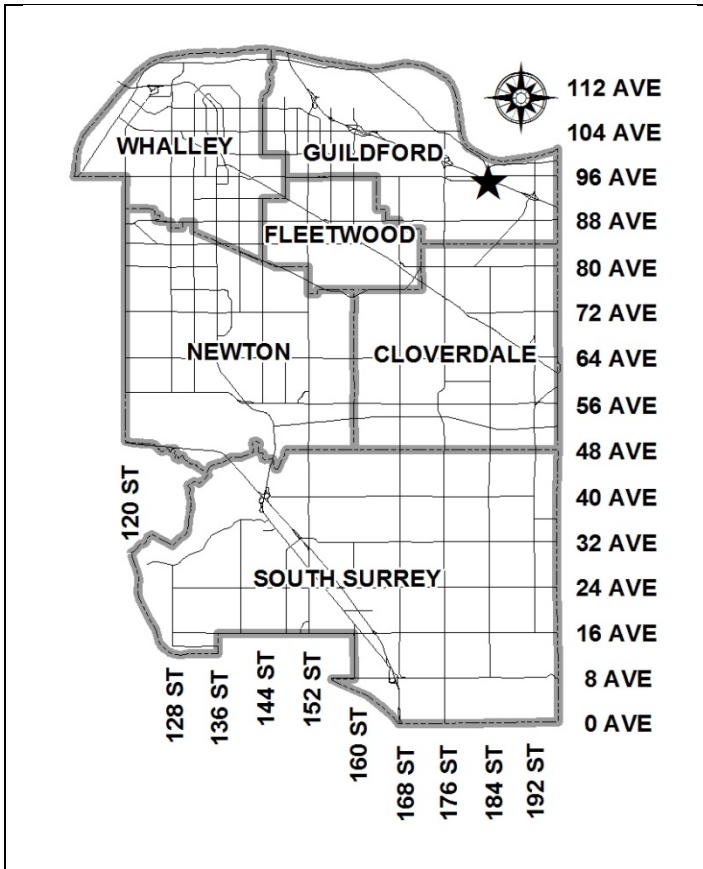 112 AVE
104 AVE
WHALLEY
GUILDFORD
96 AVE
88 AVE
FLEETWOOD
80 AVE
72 AVE
NEWTON
CLOVERDALE
64 AVE
56 AVE
48 AVE
120 ST
40 AVE
32 AVE
SOUTH SURREY
24 AVE
16 AVE
8 AVE
0 AVE
128 ST
136 ST
144 ST
152 ST
160 ST
168 ST
176 ST
184 ST
192 ST